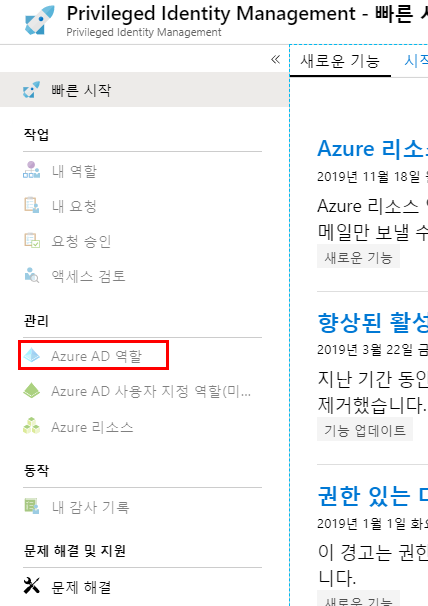 Privileged Identity Management - 빠른
Privileged Identity Management
«
빠른 시작
작업
내 역할
내 요청
요청 승인
액세스 검토
관리
Azure AD 역할
Azure AD 사용자 지정 역할(미...
Azure 리소스
동작
내 감사 기록
문제 해결 및 지원
문제 해결
새로운 기능
시작
Azure 리소
2019년 11월 18일
Azure 리소스
메일만 보낼 수
새로운 기능
향상된 활성
2019년 3월 22일 금
지난 기간 동안
제거했습니다.
기능 업데이트
권한 있는
2019년 1월 1일 화
이 경고는 권한
니다.
새로운 기능